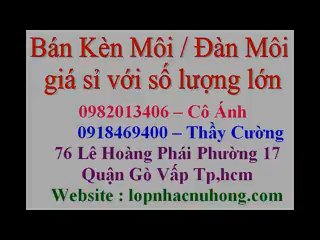 Bán Kèn Môi / Đàn Môi
giá sỉ với số lượng lớn
0982013406 – Cô Ánh
0918469400 – Thầy Cường
76 Lê Hoàng Phái Phường 17
Quận Gò Vấp Tp,hcm
Website : lopnhacnuhong.com